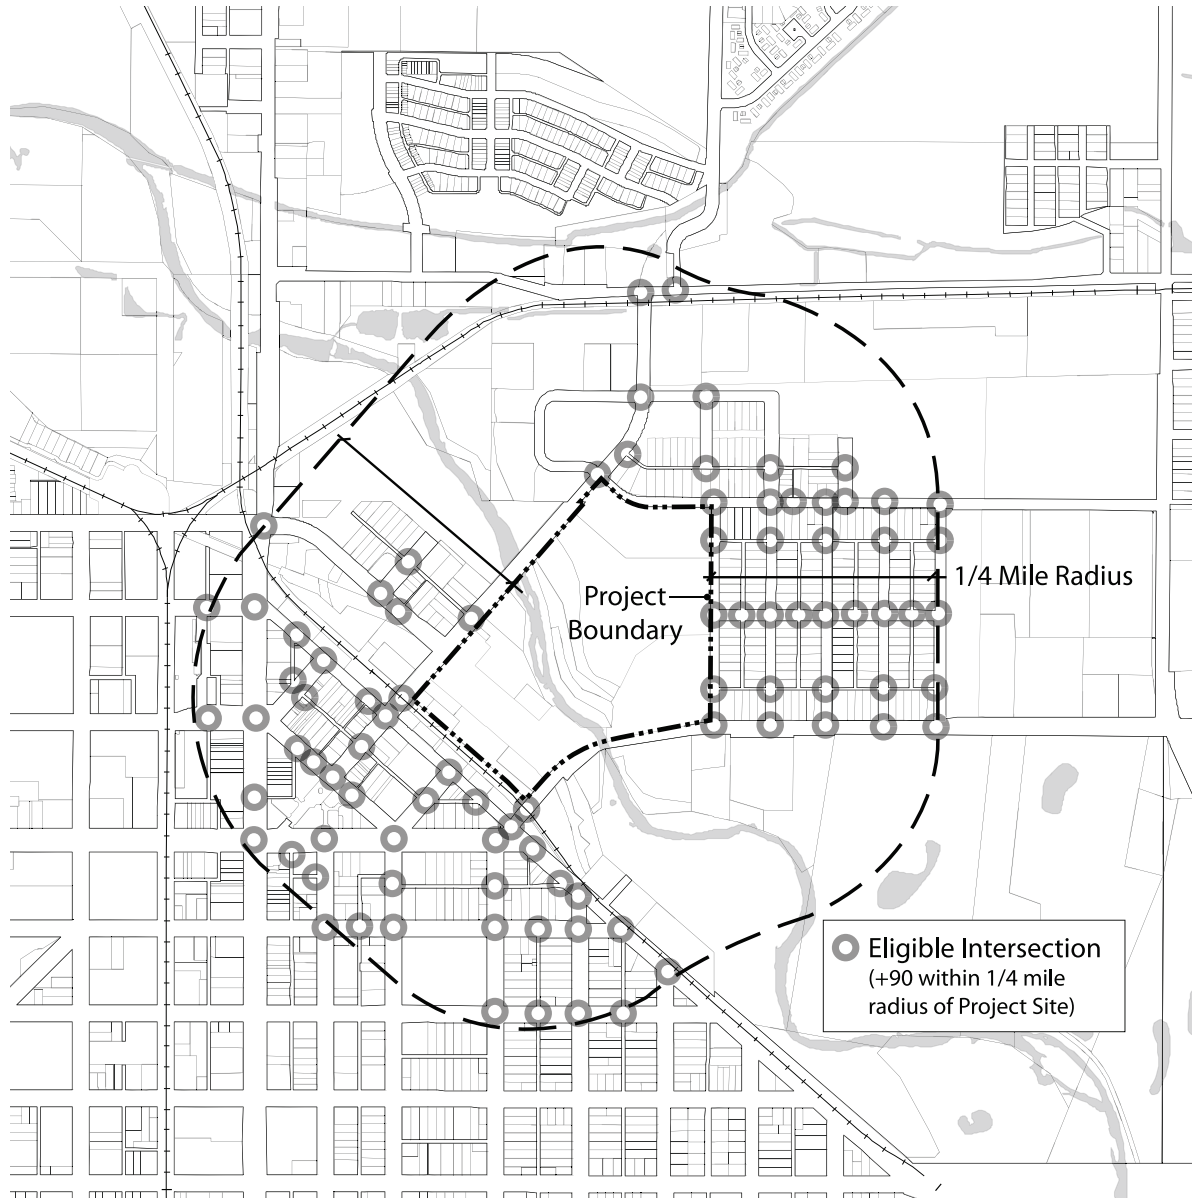 1/4 Mile Radius
Project
Boundary
Eligible Intersection
(+90 within 1/4 mile
radius of Project Site)